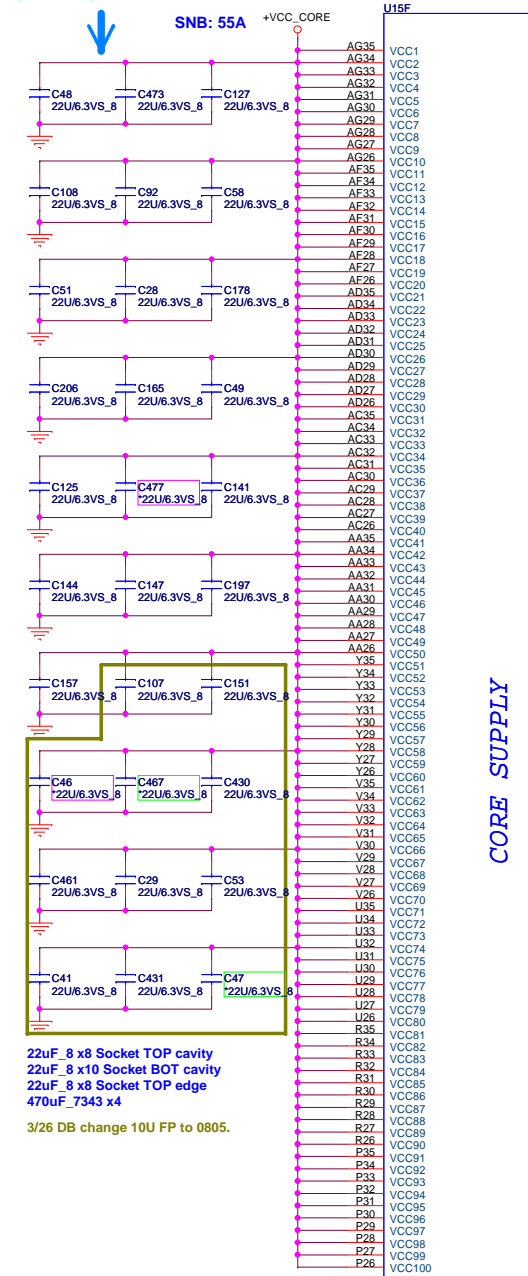 SNB: 55A
+VCC_CORE
U15F
C48
22U/6.3VS_8
C473
22U/6.3VS_8
C127
22U/6.3VS_8
C108
22U/6.3VS_8
C92
22U/6.3VS_8
C58
22U/6.3VS_8
C51
22U/6.3VS_8
C28
22U/6.3VS_8
C178
22U/6.3VS_8
C206
22U/6.3VS_8
C165
22U/6.3VS_8
C49
22U/6.3VS_8
C125
22U/6.3VS_8
C477
*22U/6.3VS_8
C141
22U/6.3VS_8
C144
22U/6.3VS_8
C147
22U/6.3VS_8
C197
22U/6.3VS_8
C157
22U/6.3VS_8
C107
22U/6.3VS_8
C151
22U/6.3VS_8
C46
*22U/6.3VS_8
C467
*22U/6.3VS_8
C430
22U/6.3VS_8
C461
22U/6.3VS_8
C29
22U/6.3VS_8
C53
22U/6.3VS_8
C41
22U/6.3VS_8
C431
22U/6.3VS_8
C47
*22U/6.3VS_8
22uF_8 x8 Socket TOP cavity
22uF_8 x10 Socket BOT cavity
22uF_8 x8 Socket TOP edge
470uF_7343 x4
3/26 DB change 10U FP to 0805.
AG35 VCC1
AG34 VCC2
AG33 VCC3
AG32 VCC4
AG31 VCC5
AG30 VCC6
AG29 VCC7
AG28 VCC8
AG27 VCC9
AG26 VCC10
AF35 VCC11
AF34 VCC12
AF33 VCC13
AF32 VCC14
AF31 VCC15
AF30 VCC16
AF29 VCC17
AF28 VCC18
AF27 VCC19
AF26 VCC20
AD35 VCC21
AD34 VCC22
AD33 VCC23
AD32 VCC24
AD31 VCC25
AD30 VCC26
AD29 VCC27
AD28 VCC28
AD27 VCC29
AD26 VCC30
AC35 VCC31
AC34 VCC32
AC33 VCC33
AC32 VCC34
AC31 VCC35
AC30 VCC36
AC29 VCC37
AC28 VCC38
AC27 VCC39
AC26 VCC40
AA35 VCC41
AA34 VCC42
AA33 VCC43
AA32 VCC44
AA31 VCC45
AA30 VCC46
AA29 VCC47
AA28 VCC48
AA27 VCC49
AA26 VCC50
Y35 VCC51
Y34 VCC52
Y33 VCC53
Y32 VCC54
Y31 VCC55
Y30 VCC56
Y29 VCC57
Y28 VCC58
Y27 VCC59
Y26 VCC60
V35 VCC61
V34 VCC62
V33 VCC63
V32 VCC64
V31 VCC65
V30 VCC66
V29 VCC67
V28 VCC68
V27 VCC69
V26 VCC70
U35 VCC71
U34 VCC72
U33 VCC73
U32 VCC74
U31 VCC75
U30 VCC76
U29 VCC77
U28 VCC78
U27 VCC79
U26 VCC80
R35 VCC81
R34 VCC82
R33 VCC83
R32 VCC84
R31 VCC85
R30 VCC86
R29 VCC87
R28 VCC88
R27 VCC89
R26 VCC90
P35 VCC91
P34 VCC92
P33 VCC93
P32 VCC94
P31 VCC95
P30 VCC96
P29 VCC97
P28 VCC98
P27 VCC99
P26 VCC100
CORE SUPPLY